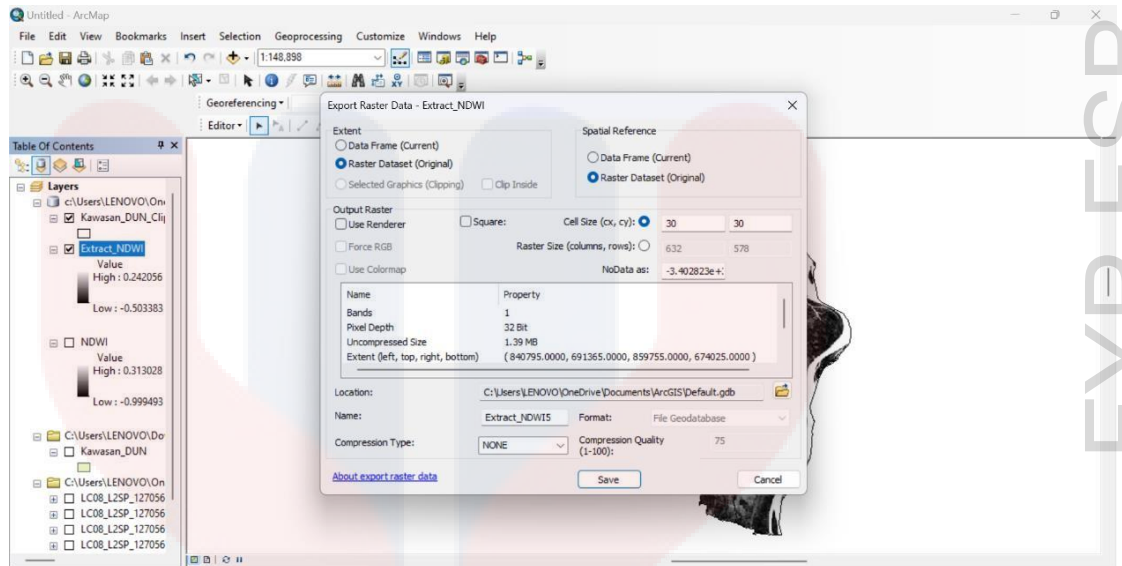 Untitled - ArcMap
File Edit View Bookmarks Insert Selection Geoprocessing Customize Windows Help
1:148,898
Georeferencing
Editor
Table Of Contents
Layers
c:\Users\LENOVO\On
Kawasan_DUN_Clip
Extract_NDWI
Value
High : 0.242056
Low : -0.503383
NDWI
Value
High : 0.313028
Low : -0.999493
C:\Users\LENOVO\Do
Kawasan_DUN
C:\Users\LENOVO\On
LC08_L2SP_127056
LC08_L2SP_127056
LC08_L2SP_127056
LC08_L2SP_127056
Export Raster Data - Extract_NDWI
Extent
Data Frame (Current)
Raster Dataset (Original)
Selected Graphics (Clipping) Clip Inside
Spatial Reference
Data Frame (Current)
Raster Dataset (Original)
Output Raster
Use Renderer Square: Cell Size (cx, cy): 30 30
Force RGB Raster Size (columns, rows): 632 578
Use Colormap NoData as: -3.402823e+
Name Property
Bands 1
Pixel Depth 32 Bit
Uncompressed Size 1.39 MB
Extent (left, top, right, bottom) ( 840795.0000, 691365.0000, 859755.0000, 674025.0000 )
Location: C:\Users\LENOVO\OneDrive\Documents\ArcGIS\Default.gdb
Name: Extract_NDWI5 Format: File Geodatabase
Compression Type: NONE Compression Quality (1-100): 75
About export raster data Save Cancel